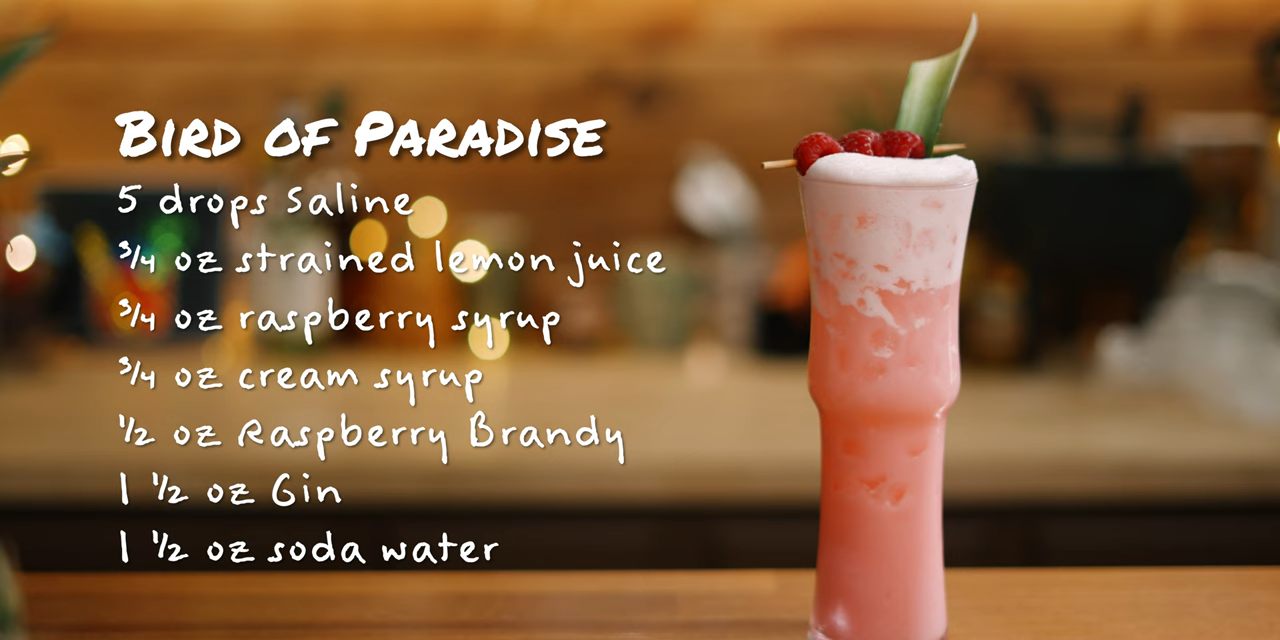 Bird of Paradise
5 drops Saline
3/4 oz strained lemon juice
3/4 oz raspberry syrup
3/4 oz cream syrup
1/2 oz Raspberry Brandy
1 1/2 oz Gin
1 1/2 oz soda water